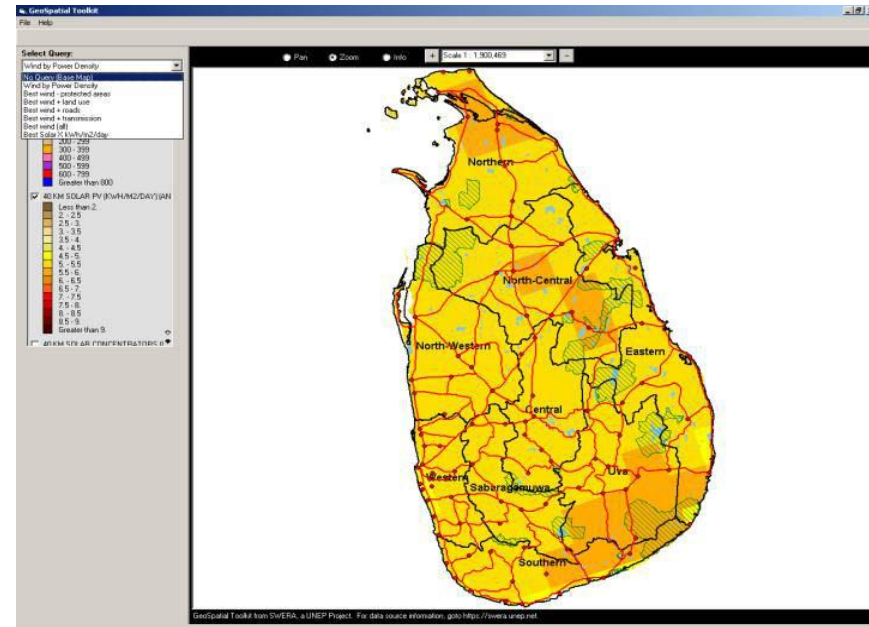 GeoSpatial Toolkit
File Help
Select Query:
Wind by Power Density
No Query (Base Map)
Wind by Power Density
Best wind - protected areas
Best wind + land use
Best wind + roads
Best wind + transmission
Best wind (all)
Best Solar X kWh/m2/day
200 - 299
300 - 399
400 - 499
500 - 599
600 - 799
Greater than 800
40 KM SOLAR PV (KWH/M2/DAY) (AN
Less than 2.
2. - 2.5
2.5 - 3.
3. - 3.5
3.5 - 4.
4. - 4.5
4.5 - 5.
5. - 5.5
5.5 - 6.
6. - 6.5
6.5 - 7.
7. - 7.5
7.5 - 8.
8. - 8.5
8.5 - 9.
Greater than 9.
40 KM SOLAR CONCENTRATORS
Pan Zoom Info + Scale 1 : 1,900,469 -
Northern
North-Central
North-Western
Eastern
Central
Western
Sabaragamuwa
Uva
Southern
GeoSpatial Toolkit from SWERA, a UNEP Project. For data source information, goto https://swera.unep.net